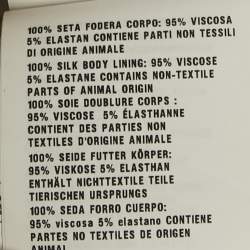 100% SETA FODERA CORPO: 95% VISCOSA
5% ELASTAN CONTIENE PARTI NON TESSILI
DI ORIGINE ANIMALE
100% SILK BODY LINING: 95% VISCOSE
5% ELASTANE CONTAINS NON-TEXTILE
PARTS OF ANIMAL ORIGIN
100% SOIE DOUBLURE CORPS :
95% VISCOSE 5% ÉLASTHANNE
CONTIENT DES PARTIES NON
TEXTILES D'ORIGINE ANIMALE
100% SEIDE FUTTER KÖRPER:
95% VISKOSE 5% ELASTHAN
ENTHÄLT NICHTTEXTILE TEILE
TIERISCHEN URSPRUNGS
100% SEDA FORRO CUERPO:
95% viscosa 5% elastano CONTIENE
PARTES NO TEXTILES DE ORIGEN
ANIMAL